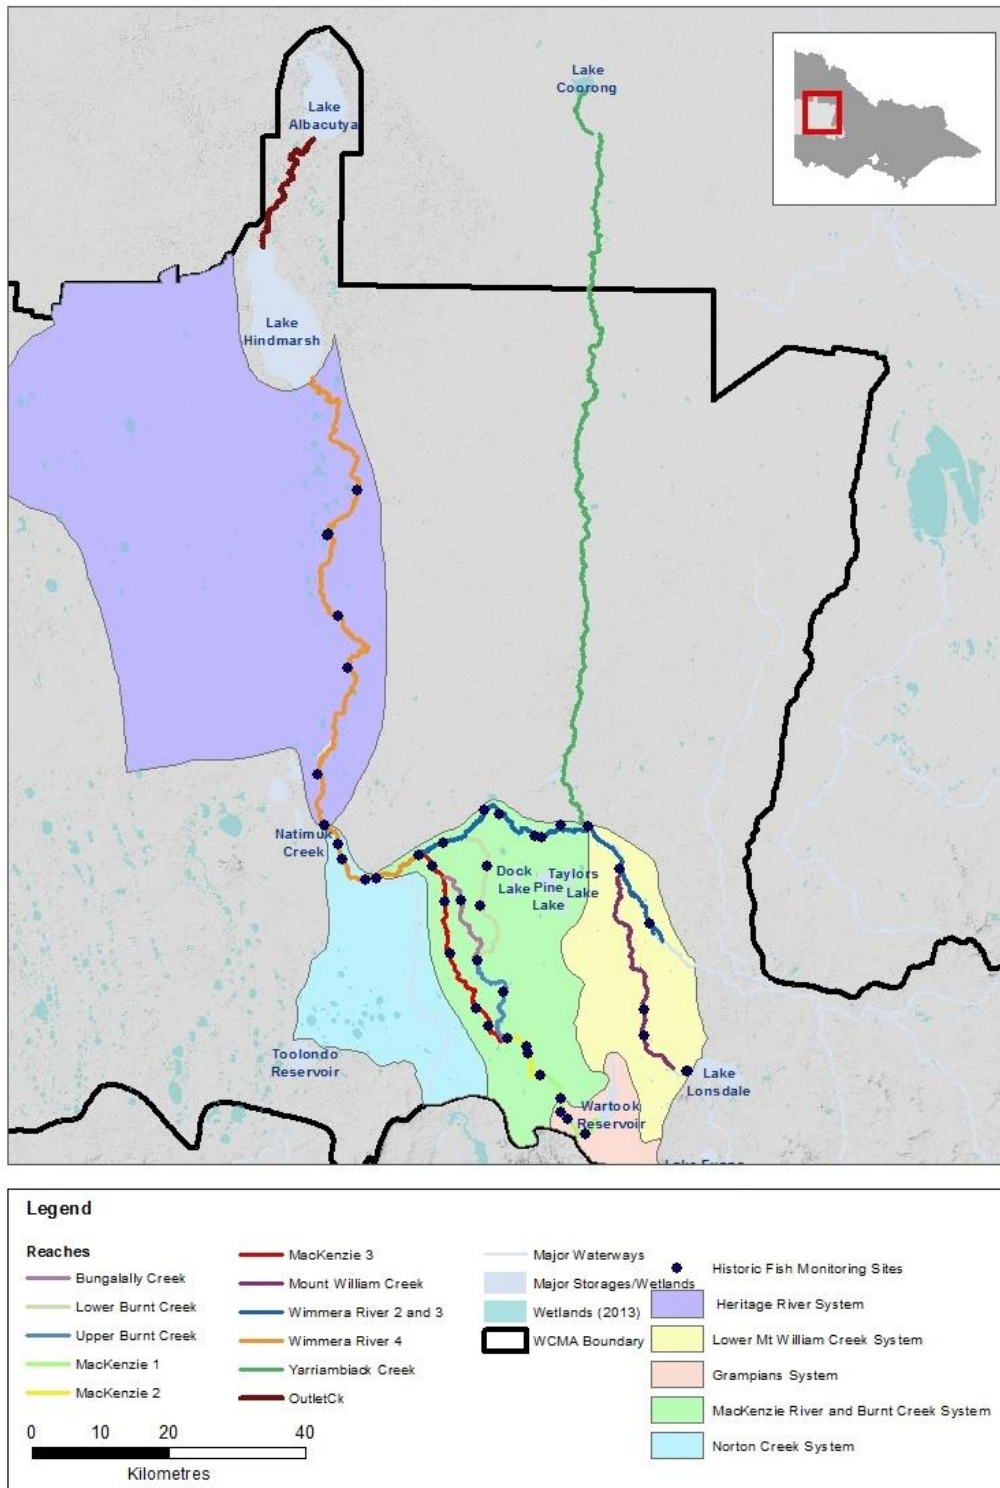 Lake
Coorong
Lake
Albacutya
Lake
Hindmarsh
Natimuk
Creek
Dock
Lake
Pine
Lake
Taylors
Lake
Toolondo
Reservoir
Lake
Lonsdale
Wartook
Reservoir
Legend
Reaches
Bungalally Creek
Lower Burnt Creek
Upper Burnt Creek
MacKenzie 1
MacKenzie 2
MacKenzie 3
Mount William Creek
Wimmera River 2 and 3
Wimmera River 4
Yarriambiack Creek
OutletCk
Major Waterways
Major Storages/Wetlands
Wetlands (2013)
WCMA Boundary
Historic Fish Monitoring Sites
Heritage River System
Lower Mt William Creek System
Grampians System
MacKenzie River and Burnt Creek System
Norton Creek System
0 10 20 40
Kilometres